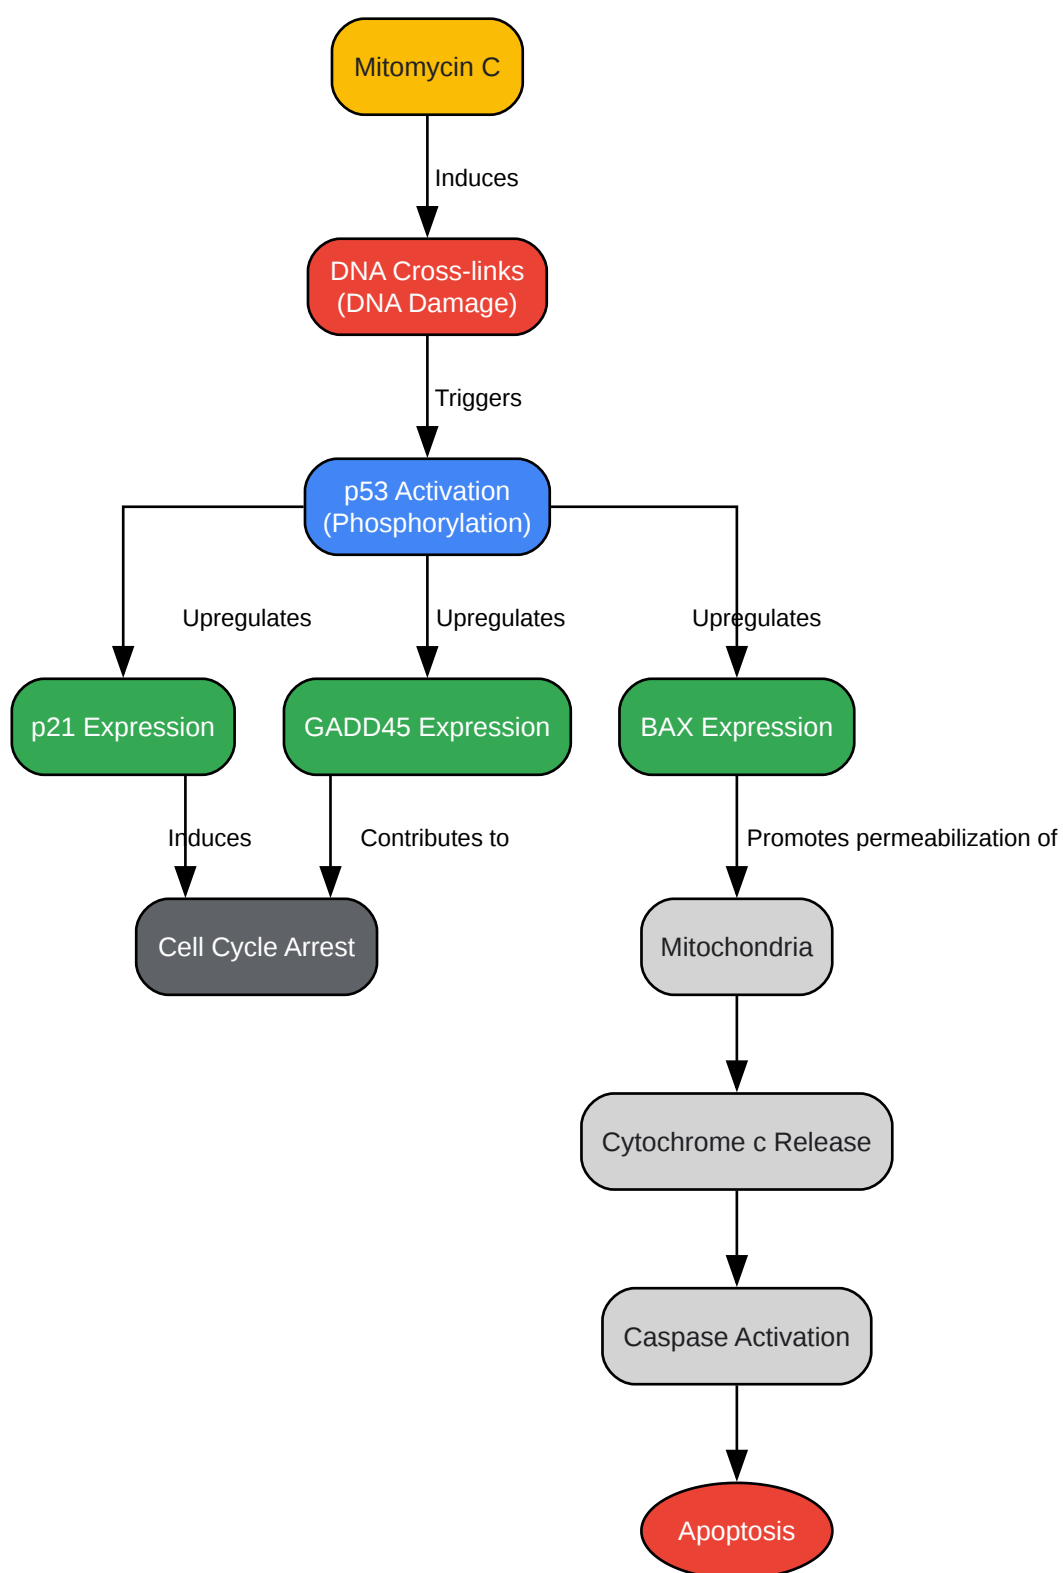 Mitomycin C
Induces
DNA Cross-links
(DNA Damage)
Triggers
p53 Activation
(Phosphorylation)
Upregulates
Upregulates
Upregulates
p21 Expression
GADD45 Expression
BAX Expression
Induces
Contributes to
Promotes permeabilization of
Cell Cycle Arrest
Mitochondria
Cytochrome c Release
Caspase Activation
Apoptosis